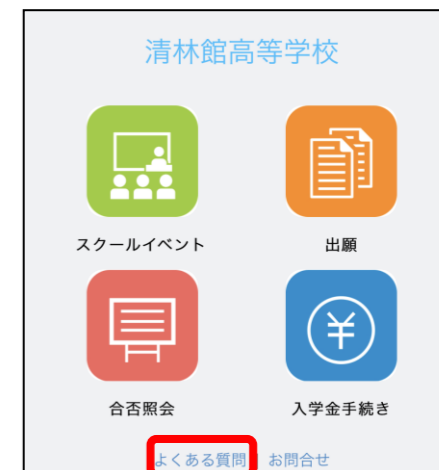 清林館高等学校
スクールイベント 出願
¥
合否照会 入学金手続き
よくある質問 お問合せ